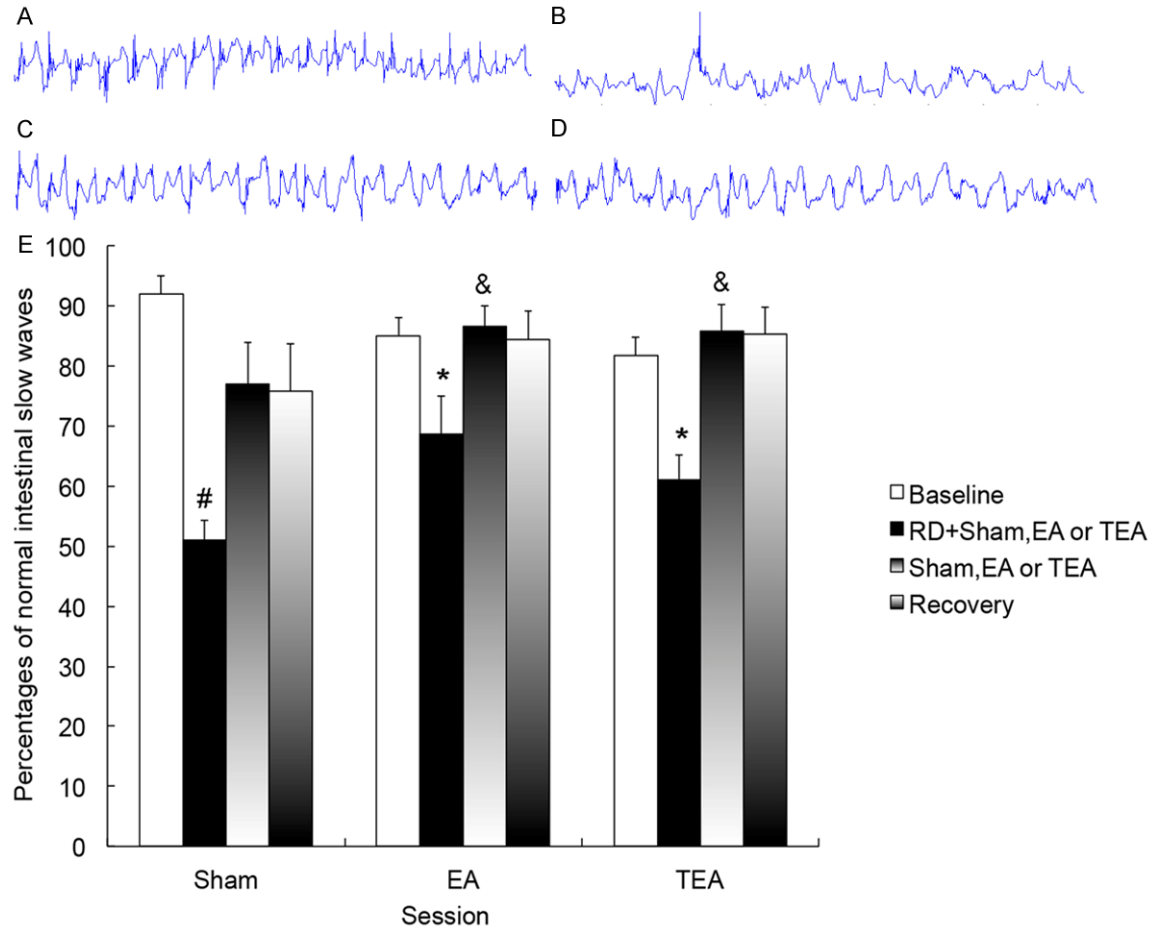 A
B
C
D
E
Percentages of normal intestinal slow waves
100
90
80
70
60
50
40
30
20
10
0
#
*
&
*
&
Sham
EA
TEA
Session
Baseline
RD+Sham,EA or TEA
Sham,EA or TEA
Recovery